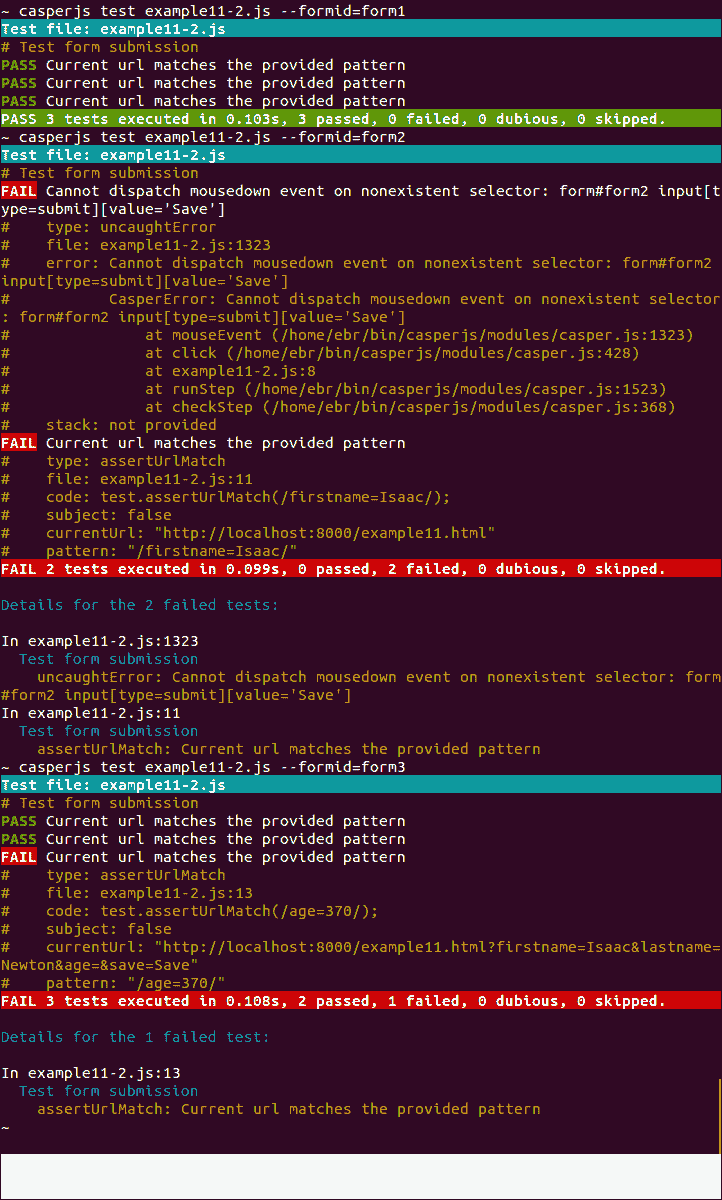 ~ casperjs test example11-2.js --formid=form1
Test file: example11-2.js
# Test form submission
PASS Current url matches the provided pattern
PASS Current url matches the provided pattern
PASS Current url matches the provided pattern
PASS 3 tests executed in 0.103s, 3 passed, 0 failed, 0 dubious, 0 skipped.
~ casperjs test example11-2.js --formid=form2
Test file: example11-2.js
# Test form submission
FAIL Cannot dispatch mousedown event on nonexistent selector: form#form2 input[t
ype=submit][value='Save']
#    type: uncaughtError
#    file: example11-2.js:1323
#    error: Cannot dispatch mousedown event on nonexistent selector: form#form2
input[type=submit][value='Save']
#           CasperError: Cannot dispatch mousedown event on nonexistent selector
: form#form2 input[type=submit][value='Save']
#               at mouseEvent (/home/ebr/bin/casperjs/modules/casper.js:1323)
#               at click (/home/ebr/bin/casperjs/modules/casper.js:428)
#               at example11-2.js:8
#               at runStep (/home/ebr/bin/casperjs/modules/casper.js:1523)
#               at checkStep (/home/ebr/bin/casperjs/modules/casper.js:368)
#    stack: not provided
FAIL Current url matches the provided pattern
#    type: assertUrlMatch
#    file: example11-2.js:11
#    code: test.assertUrlMatch(/firstname=Isaac/);
#    subject: false
#    currentUrl: "http://localhost:8000/example11.html"
#    pattern: "/firstname=Isaac/"
FAIL 2 tests executed in 0.099s, 0 passed, 2 failed, 0 dubious, 0 skipped.
Details for the 2 failed tests:
In example11-2.js:1323
  Test form submission
    uncaughtError: Cannot dispatch mousedown event on nonexistent selector: form
#form2 input[type=submit][value='Save']
In example11-2.js:11
  Test form submission
    assertUrlMatch: Current url matches the provided pattern
~ casperjs test example11-2.js --formid=form3
Test file: example11-2.js
# Test form submission
PASS Current url matches the provided pattern
PASS Current url matches the provided pattern
FAIL Current url matches the provided pattern
#    type: assertUrlMatch
#    file: example11-2.js:13
#    code: test.assertUrlMatch(/age=370/);
#    subject: false
#    currentUrl: "http://localhost:8000/example11.html?firstname=Isaac&lastname=
Newton&age=&save=Save"
#    pattern: "/age=370/"
FAIL 3 tests executed in 0.108s, 2 passed, 1 failed, 0 dubious, 0 skipped.
Details for the 1 failed test:
In example11-2.js:13
  Test form submission
    assertUrlMatch: Current url matches the provided pattern
~